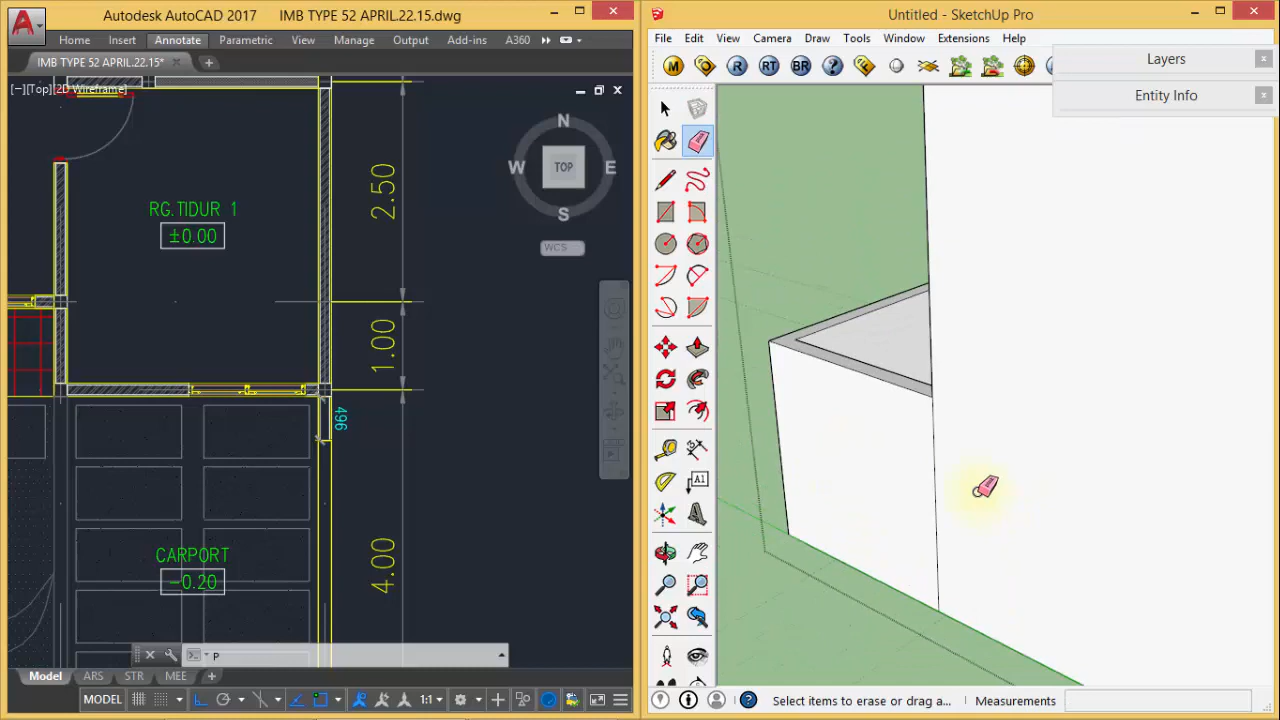 Autodesk AutoCAD 2017 IMB TYPE 52 APRIL.22.15.dwg
Home Insert Annotate Parametric View Manage Output Add-ins A360
IMB TYPE 52 APRIL.22.15*
[−][Top][2D Wireframe]
N
W TOP E
S
WCS
2.50
RG.TIDUR 1
±0.00
1.00
496
CARPORT
−0.20
4.00
P
Model ARS STR MEE
MODEL 1:1
Untitled - SketchUp Pro
File Edit View Camera Draw Tools Window Extensions Help
Layers
M R RT BR ?
Entity Info
A1
Select items to erase or drag a... Measurements